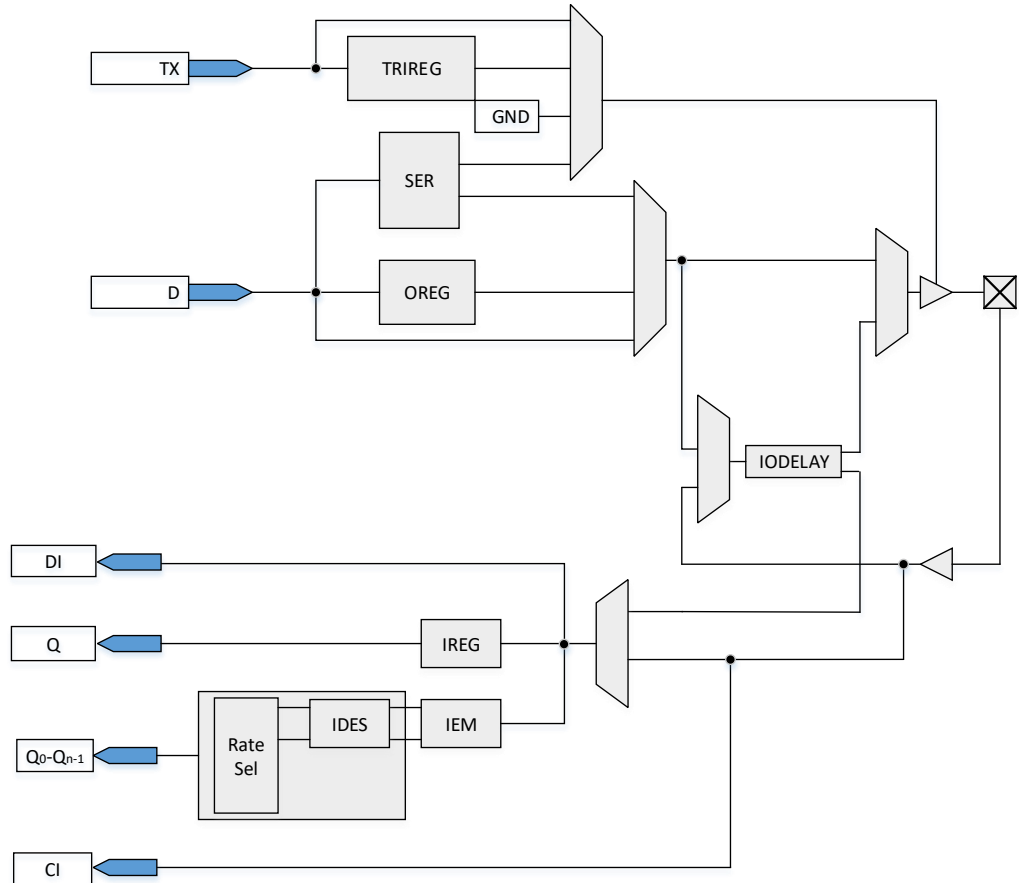 TX
TRIREG
GND
SER
D
OREG
IODELAY
DI
Q
IREG
Q0-Qn-1
Rate
Sel
IDES
IEM
CI